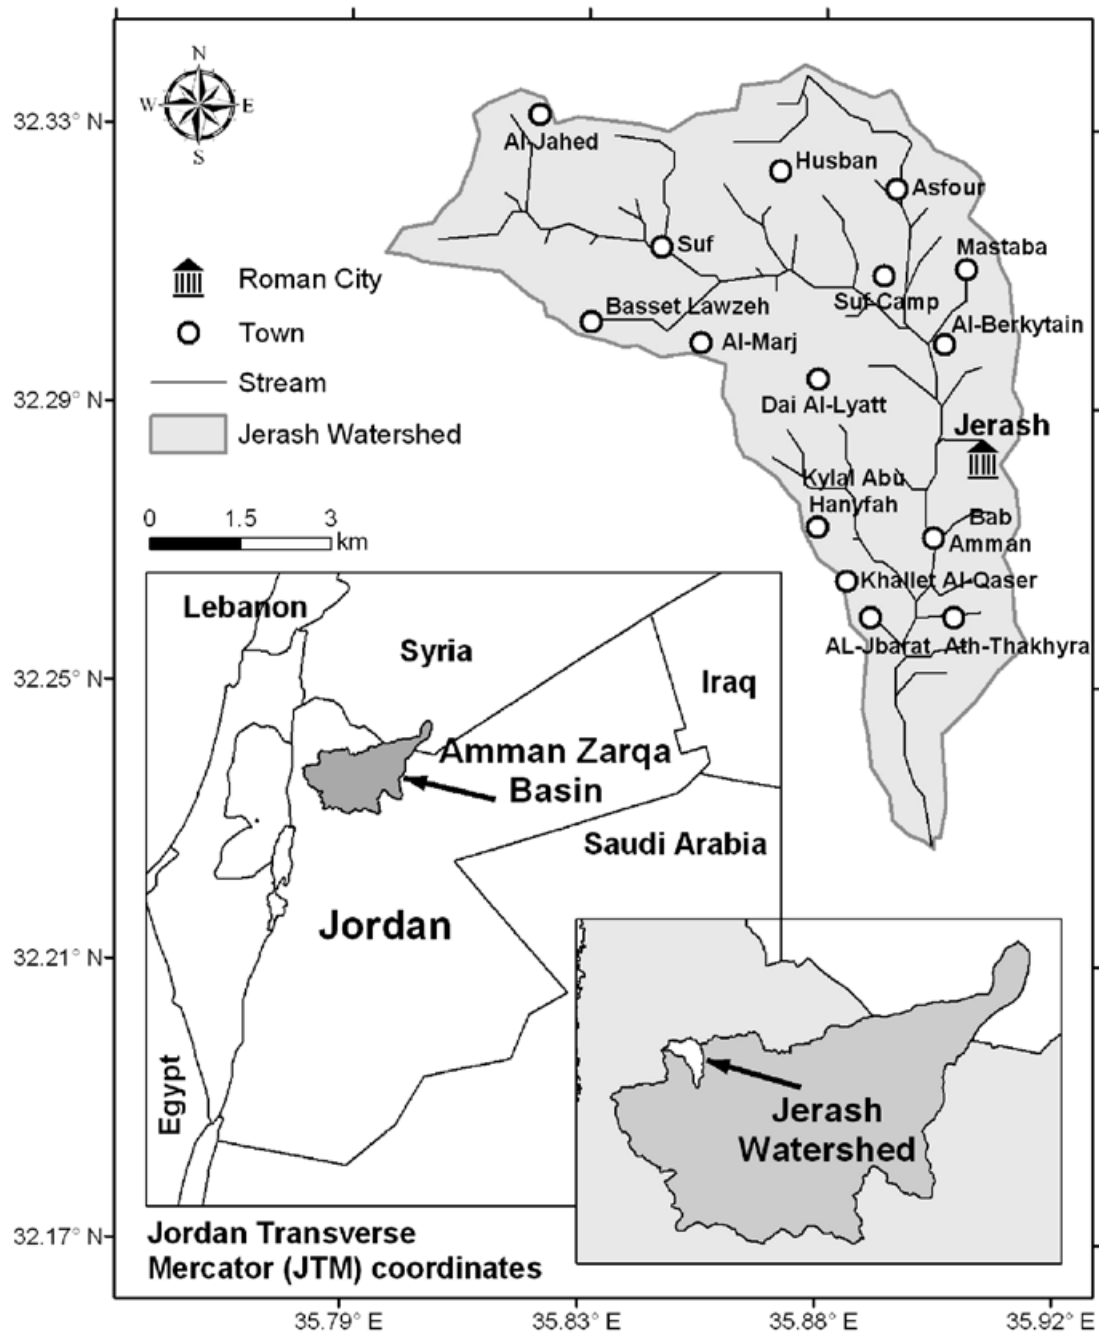 N
W
E
S
32.33° N
32.29° N
32.25° N
32.21° N
32.17° N
Al-Jahed
Husban
Asfour
Suf
Mastaba
Suf Camp
Basset Lawzeh
Al-Berkytain
Al-Marj
Dai Al-Lyatt
Jerash
Kylal Abu
Hanyfah
Bab
Amman
Khallet Al-Qaser
AL-Jbarat
Ath-Thakhyra
Roman City
Town
Stream
Jerash Watershed
0
1.5
3
km
Lebanon
Syria
Iraq
Amman Zarqa
Basin
Saudi Arabia
Jordan
Egypt
Jerash
Watershed
Jordan Transverse
Mercator (JTM) coordinates
35.79° E
35.83° E
35.88° E
35.92° E